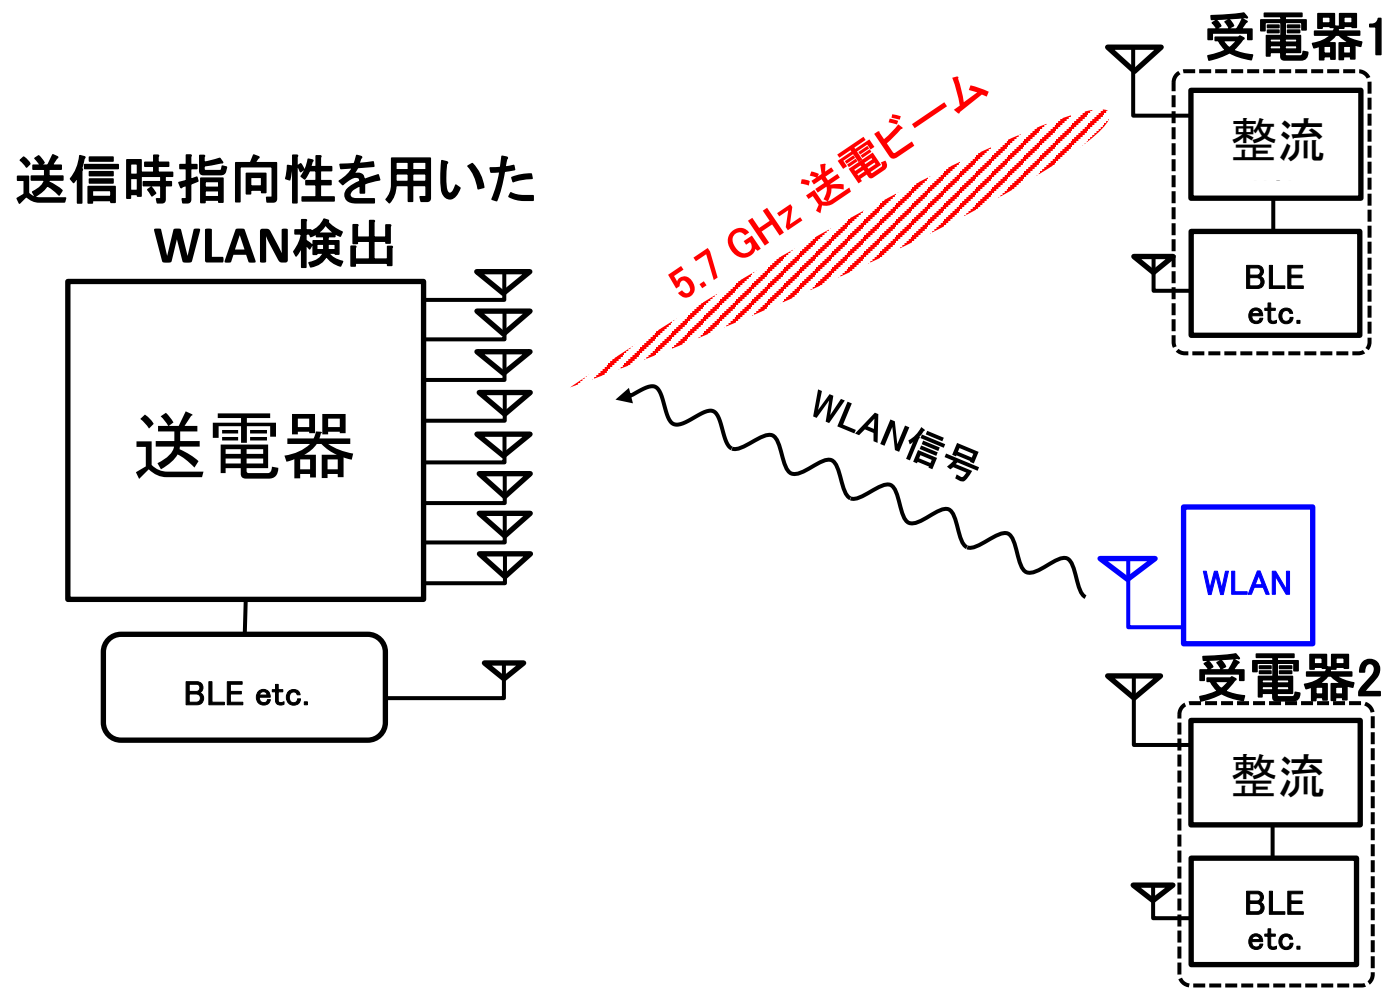 送信時指向性を用いた
WLAN検出
送電器
BLE etc.
5.7 GHz 送電ビーム
WLAN信号
受電器1
整流
BLE
etc.
WLAN
受電器2
整流
BLE
etc.